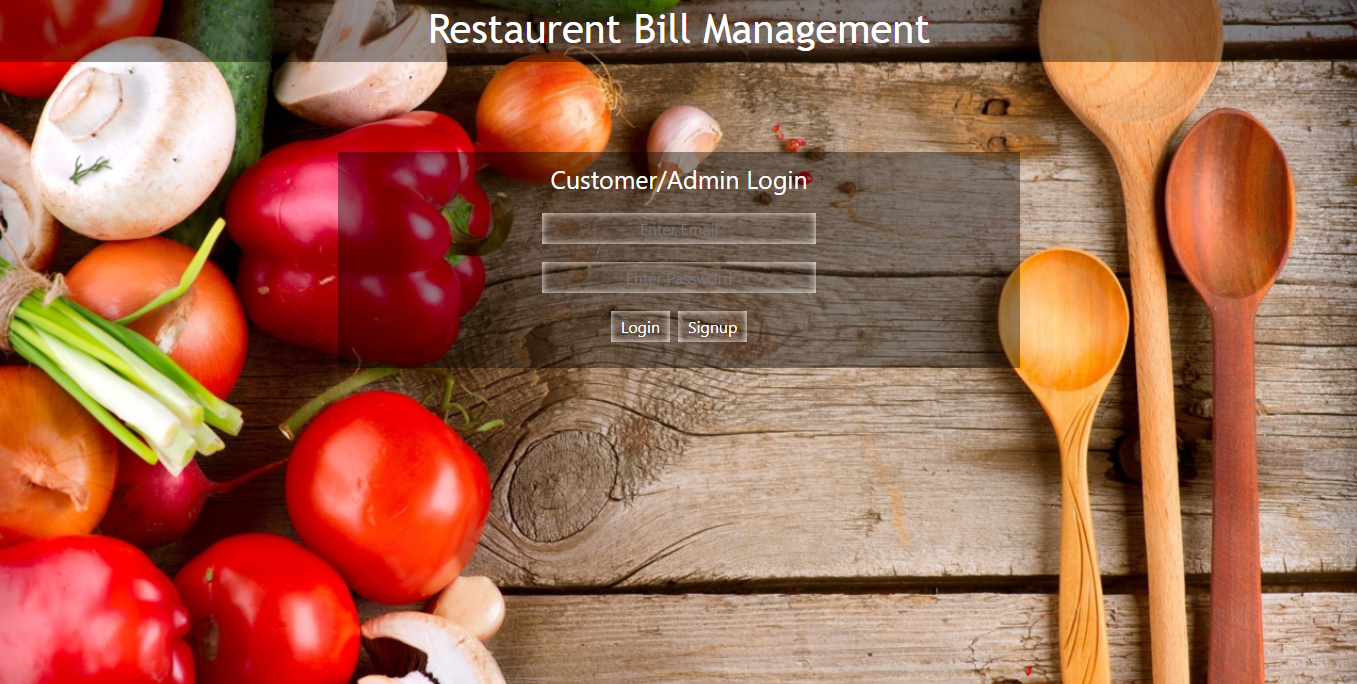 Restaurent Bill Management
Customer/Admin Login
Enter Email
Enter Password
Login Signup